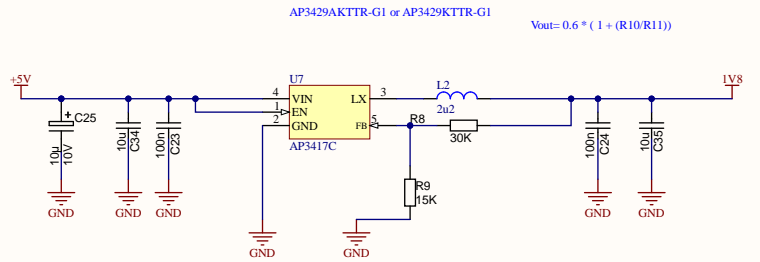 AP3429AKTTR-G1 or AP3429KTTR-G1
Vout= 0.6 * ( 1 + (R10/R11))
+5V
U7
L2
1V8
4
VIN
LX
3
2u2
1
EN
2
GND
FB
5
R8
30K
AP3417C
C25
10µ
10V
10u
C34
100n
C23
100n
C24
10u
C35
R9
15K
GND
GND
GND
GND
GND
GND
GND